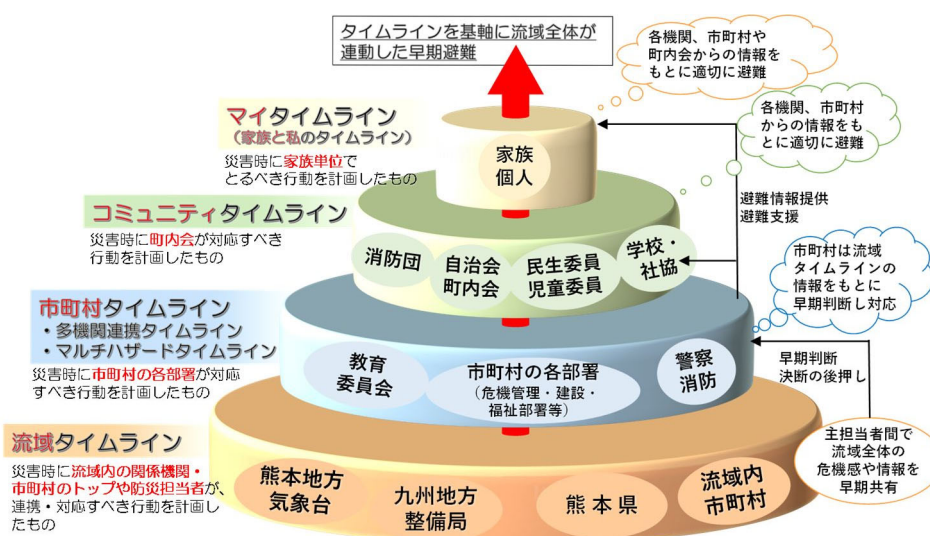 タイムラインを基軸に流域全体が
連動した早期避難
各機関、市町村や
町内会からの情報を
もとに適切に避難
マイタイムライン
（家族と私のタイムライン）
災害時に家族単位で
とるべき行動を計画したもの
家族
個人
各機関、市町村
からの情報をも
とに適切に避難
避難情報提供
避難支援
コミュニティタイムライン
災害時に町内会が対応すべき
行動を計画したもの
消防団
自治会
町内会
民生委員
児童委員
学校・
社協
市町村は流域
タイムラインの
情報をもとに
早期判断し対応
市町村タイムライン
・多機関連携タイムライン
・マルチハザードタイムライン
災害時に市町村の各部署が対応
すべき行動を計画したもの
教育
委員会
市町村の各部署
（危機管理・建設・
福祉部署等）
警察
消防
早期判断
決断の後押し
流域タイムライン
災害時に流域内の関係機関・
市町村のトップや防災担当者が、
連携・対応すべき行動を計画し
たもの
熊本地方
気象台
九州地方
整備局
熊本県
流域内
市町村
主担当者間で
流域全体の
危機感や情報を
早期共有